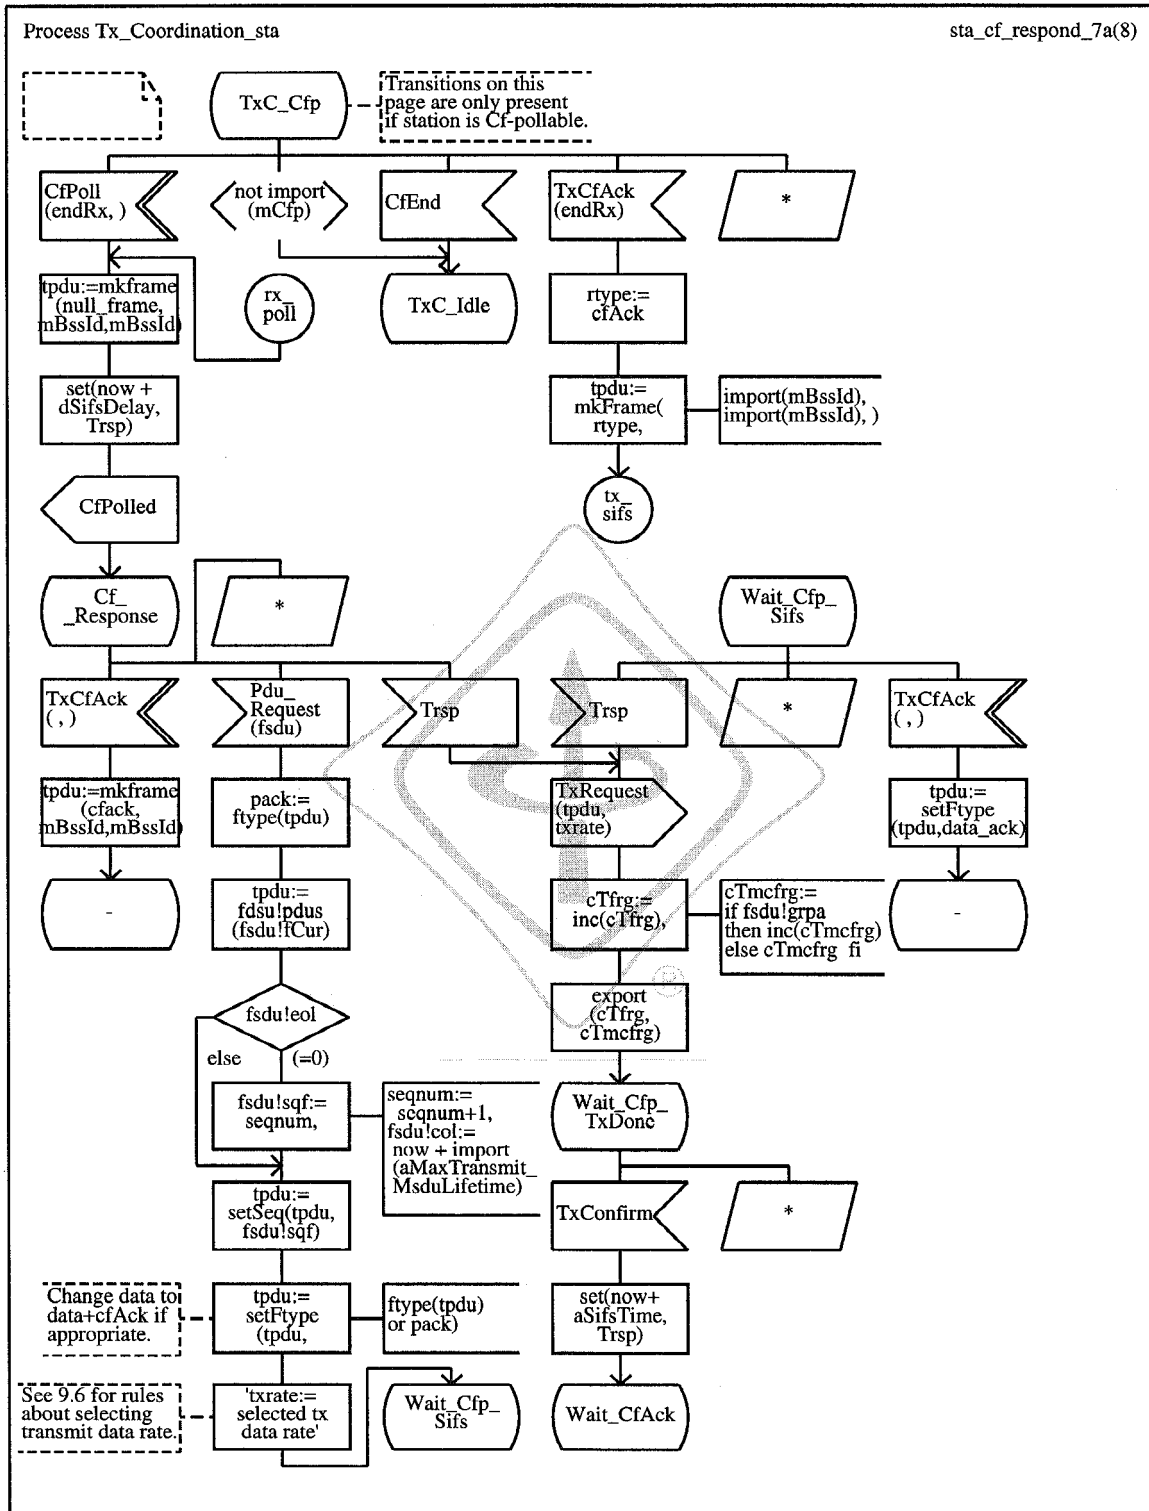 Process Tx_Coordination_sta
sta_cf_respond_7a(8)
TxC_Cfp
Transitions on this
page are only present
if station is Cf-pollable.
CfPoll
(endRx, )
not import
(mCfp)
CfEnd
TxCfAck
(endRx)
*
tpdu:=mkframe
(null_frame,
mBssId,mBssId)
rx_
poll
TxC_Idle
rtype:=
cfAck
set(now +
dSifsDelay,
Trsp)
tpdu:=
mkFrame(
rtype,
import(mBssId),
import(mBssId), )
CfPolled
tx_
sifs
Cf_
_Response
*
Wait_Cfp_
Sifs
TxCfAck
( , )
Pdu_
Request
(fsdu)
Trsp
Trsp
*
TxCfAck
( , )
tpdu:=mkframe
(cfack,
mBssId,mBssId)
pack:=
ftype(tpdu)
TxRequest
(tpdu,
txrate)
tpdu:=
setFtype
(tpdu,data_ack)
-
tpdu:=
fdsu!pdus
(fsdu!fCur)
cTfrg:=
inc(cTfrg),
cTmcfrg:=
if fsdu!grpa
then inc(cTmcfrg)
else cTmcfrg fi
-
fsdu!eol
else
(=0)
export
(cTfrg,
cTmcfrg)
®
fsdu!sqf:=
seqnum,
seqnum:=
seqnum+1,
fsdu!eol:=
now + import
(aMaxTransmit_
MsduLifetime)
Wait_Cfp_
TxDone
tpdu:=
setSeq(tpdu,
fsdu!sqf)
TxConfirm
*
Change data to
data+cfAck if
appropriate.
tpdu:=
setFtype
(tpdu,
ftype(tpdu)
or pack)
set(now+
aSifsTime,
Trsp)
See 9.6 for rules
about selecting
transmit data rate.
'txrate:=
selected tx
data rate'
Wait_Cfp_
Sifs
Wait_CfAck